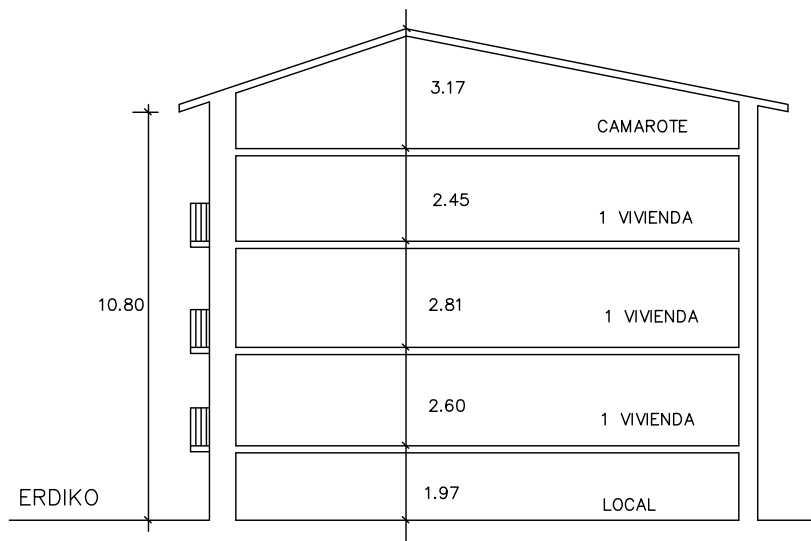 3.17
CAMAROTE
2.45
1 VIVIENDA
10.80
2.81
1 VIVIENDA
2.60
1 VIVIENDA
ERDIKO
1.97
LOCAL